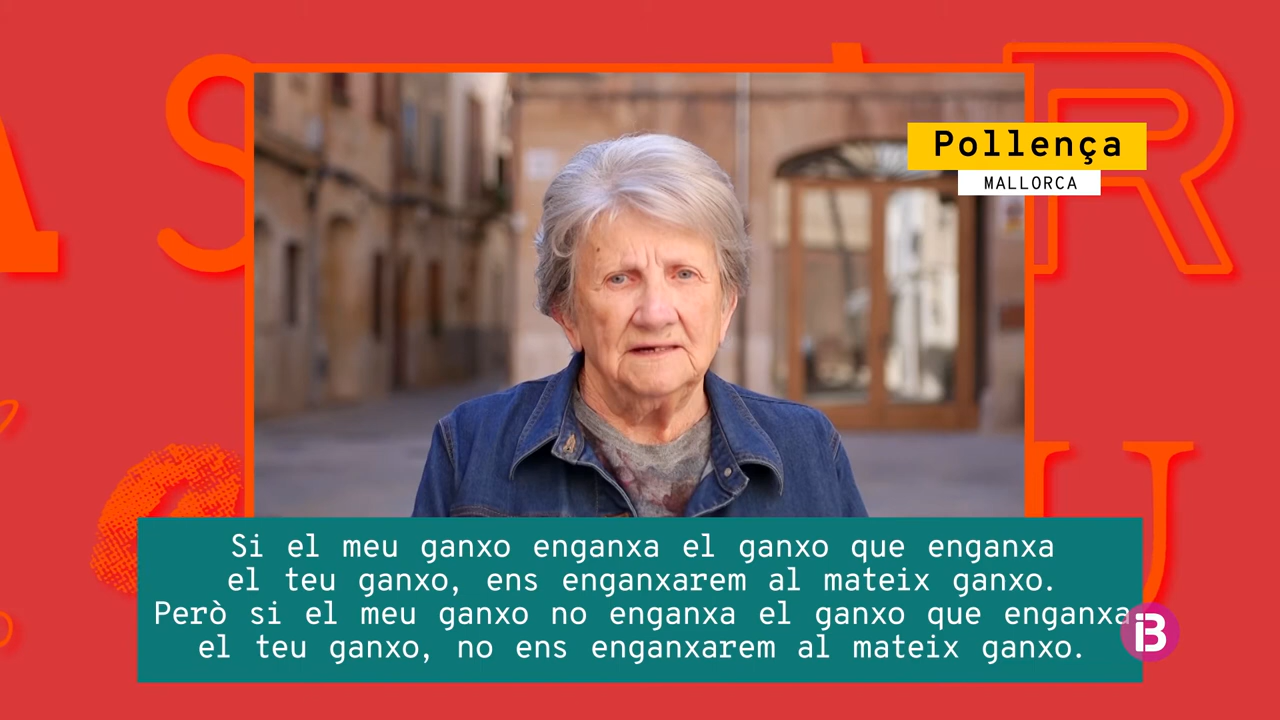 Pollença
MALLORCA
Si el meu ganxo enganxa el ganxo que enganxa
el teu ganxo, ens enganxarem al mateix ganxo.
Però si el meu ganxo no enganxa el ganxo que enganxa
el teu ganxo, no ens enganxarem al mateix ganxo.
iB